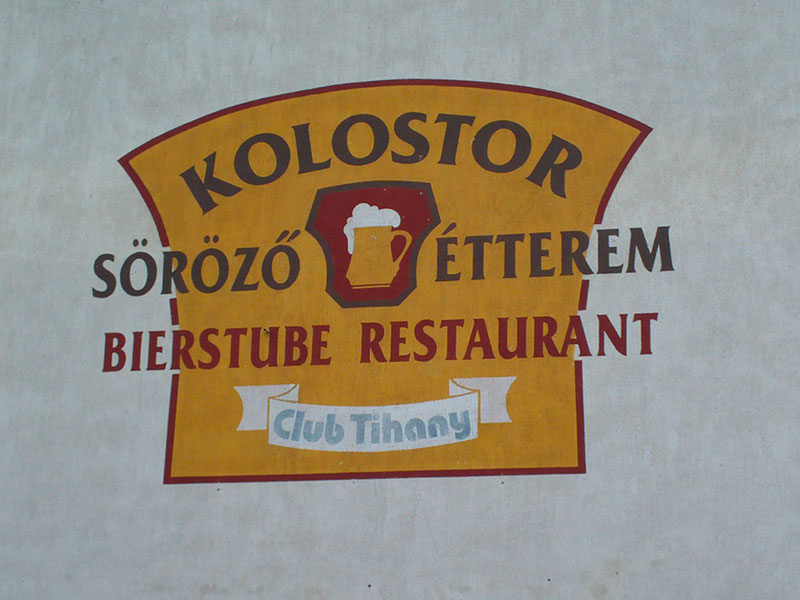 KOLOSTOR
SÖRÖZŐ ÉTTEREM
BIERSTUBE RESTAURANT
Club Tihany